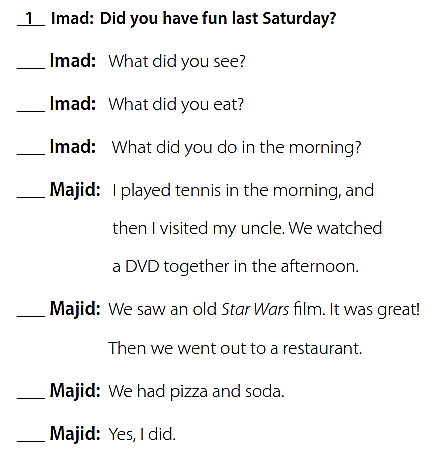 1 Imad: Did you have fun last Saturday?
___ Imad: What did you see?
___ Imad: What did you eat?
___ Imad: What did you do in the morning?
___ Majid: I played tennis in the morning, and
then I visited my uncle. We watched
a DVD together in the afternoon.
___ Majid: We saw an old Star Wars film. It was great!
Then we went out to a restaurant.
___ Majid: We had pizza and soda.
___ Majid: Yes, I did.